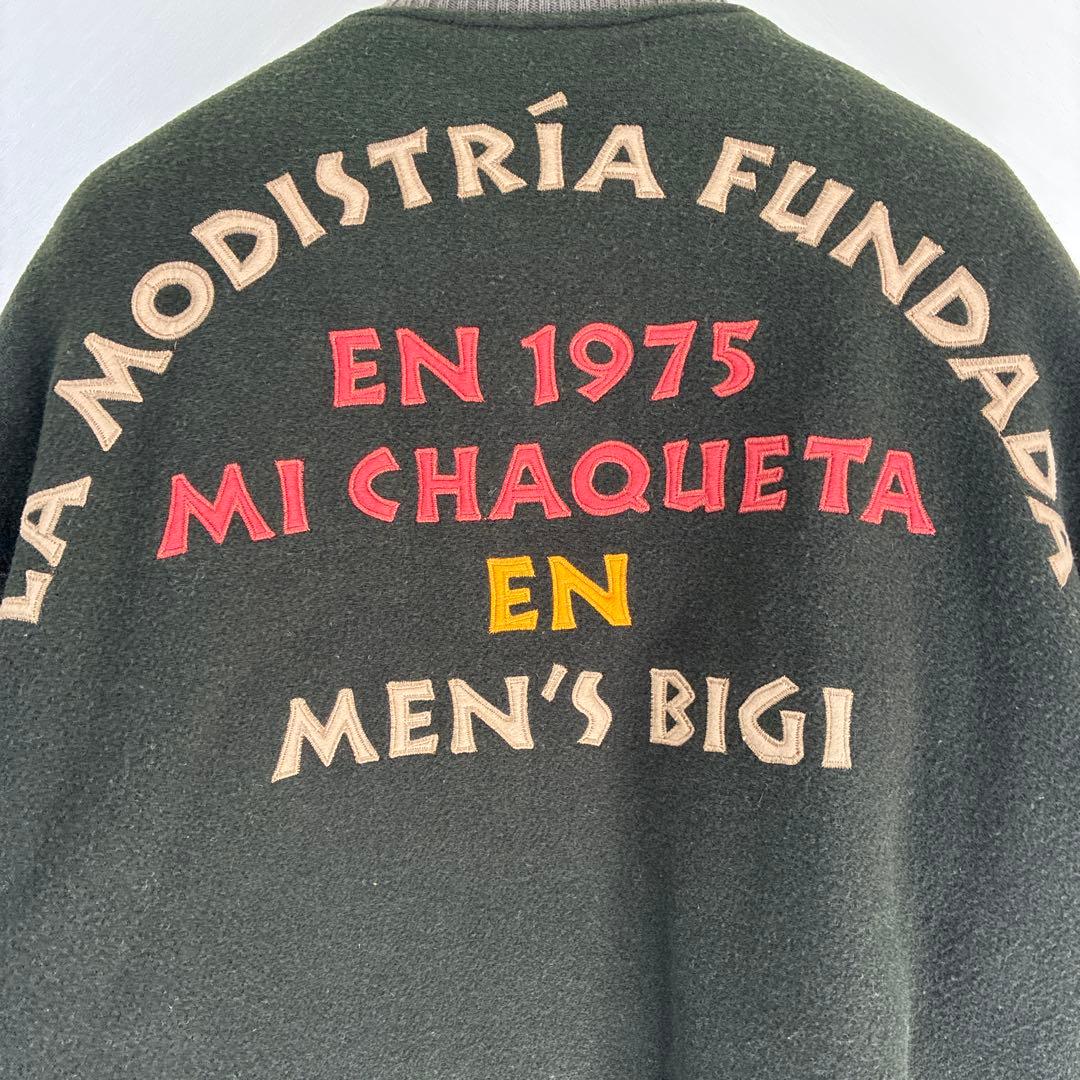 LA MODISTRÍA FUNDADA
EN 1975
MI CHAQUETA
EN
MEN'S BIGI